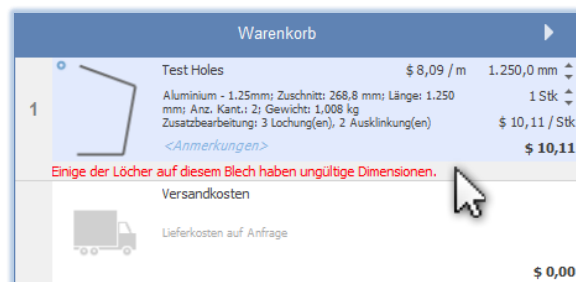 Warenkorb
1
Test Holes $ 8,09 / m 1.250,0 mm
Aluminium - 1.25mm; Zuschnitt: 268,8 mm; Länge: 1.250
mm; Anz. Kant.: 2; Gewicht: 1,008 kg
Zusatzbearbeitung: 3 Lochung(en), 2 Ausklinkung(en)
1 Stk
$ 10,11 / Stk
<Anmerkungen> $ 10,11
Einige der Löcher auf diesem Blech haben ungültige Dimensionen.
Versandkosten
Lieferkosten auf Anfrage
$ 0,00